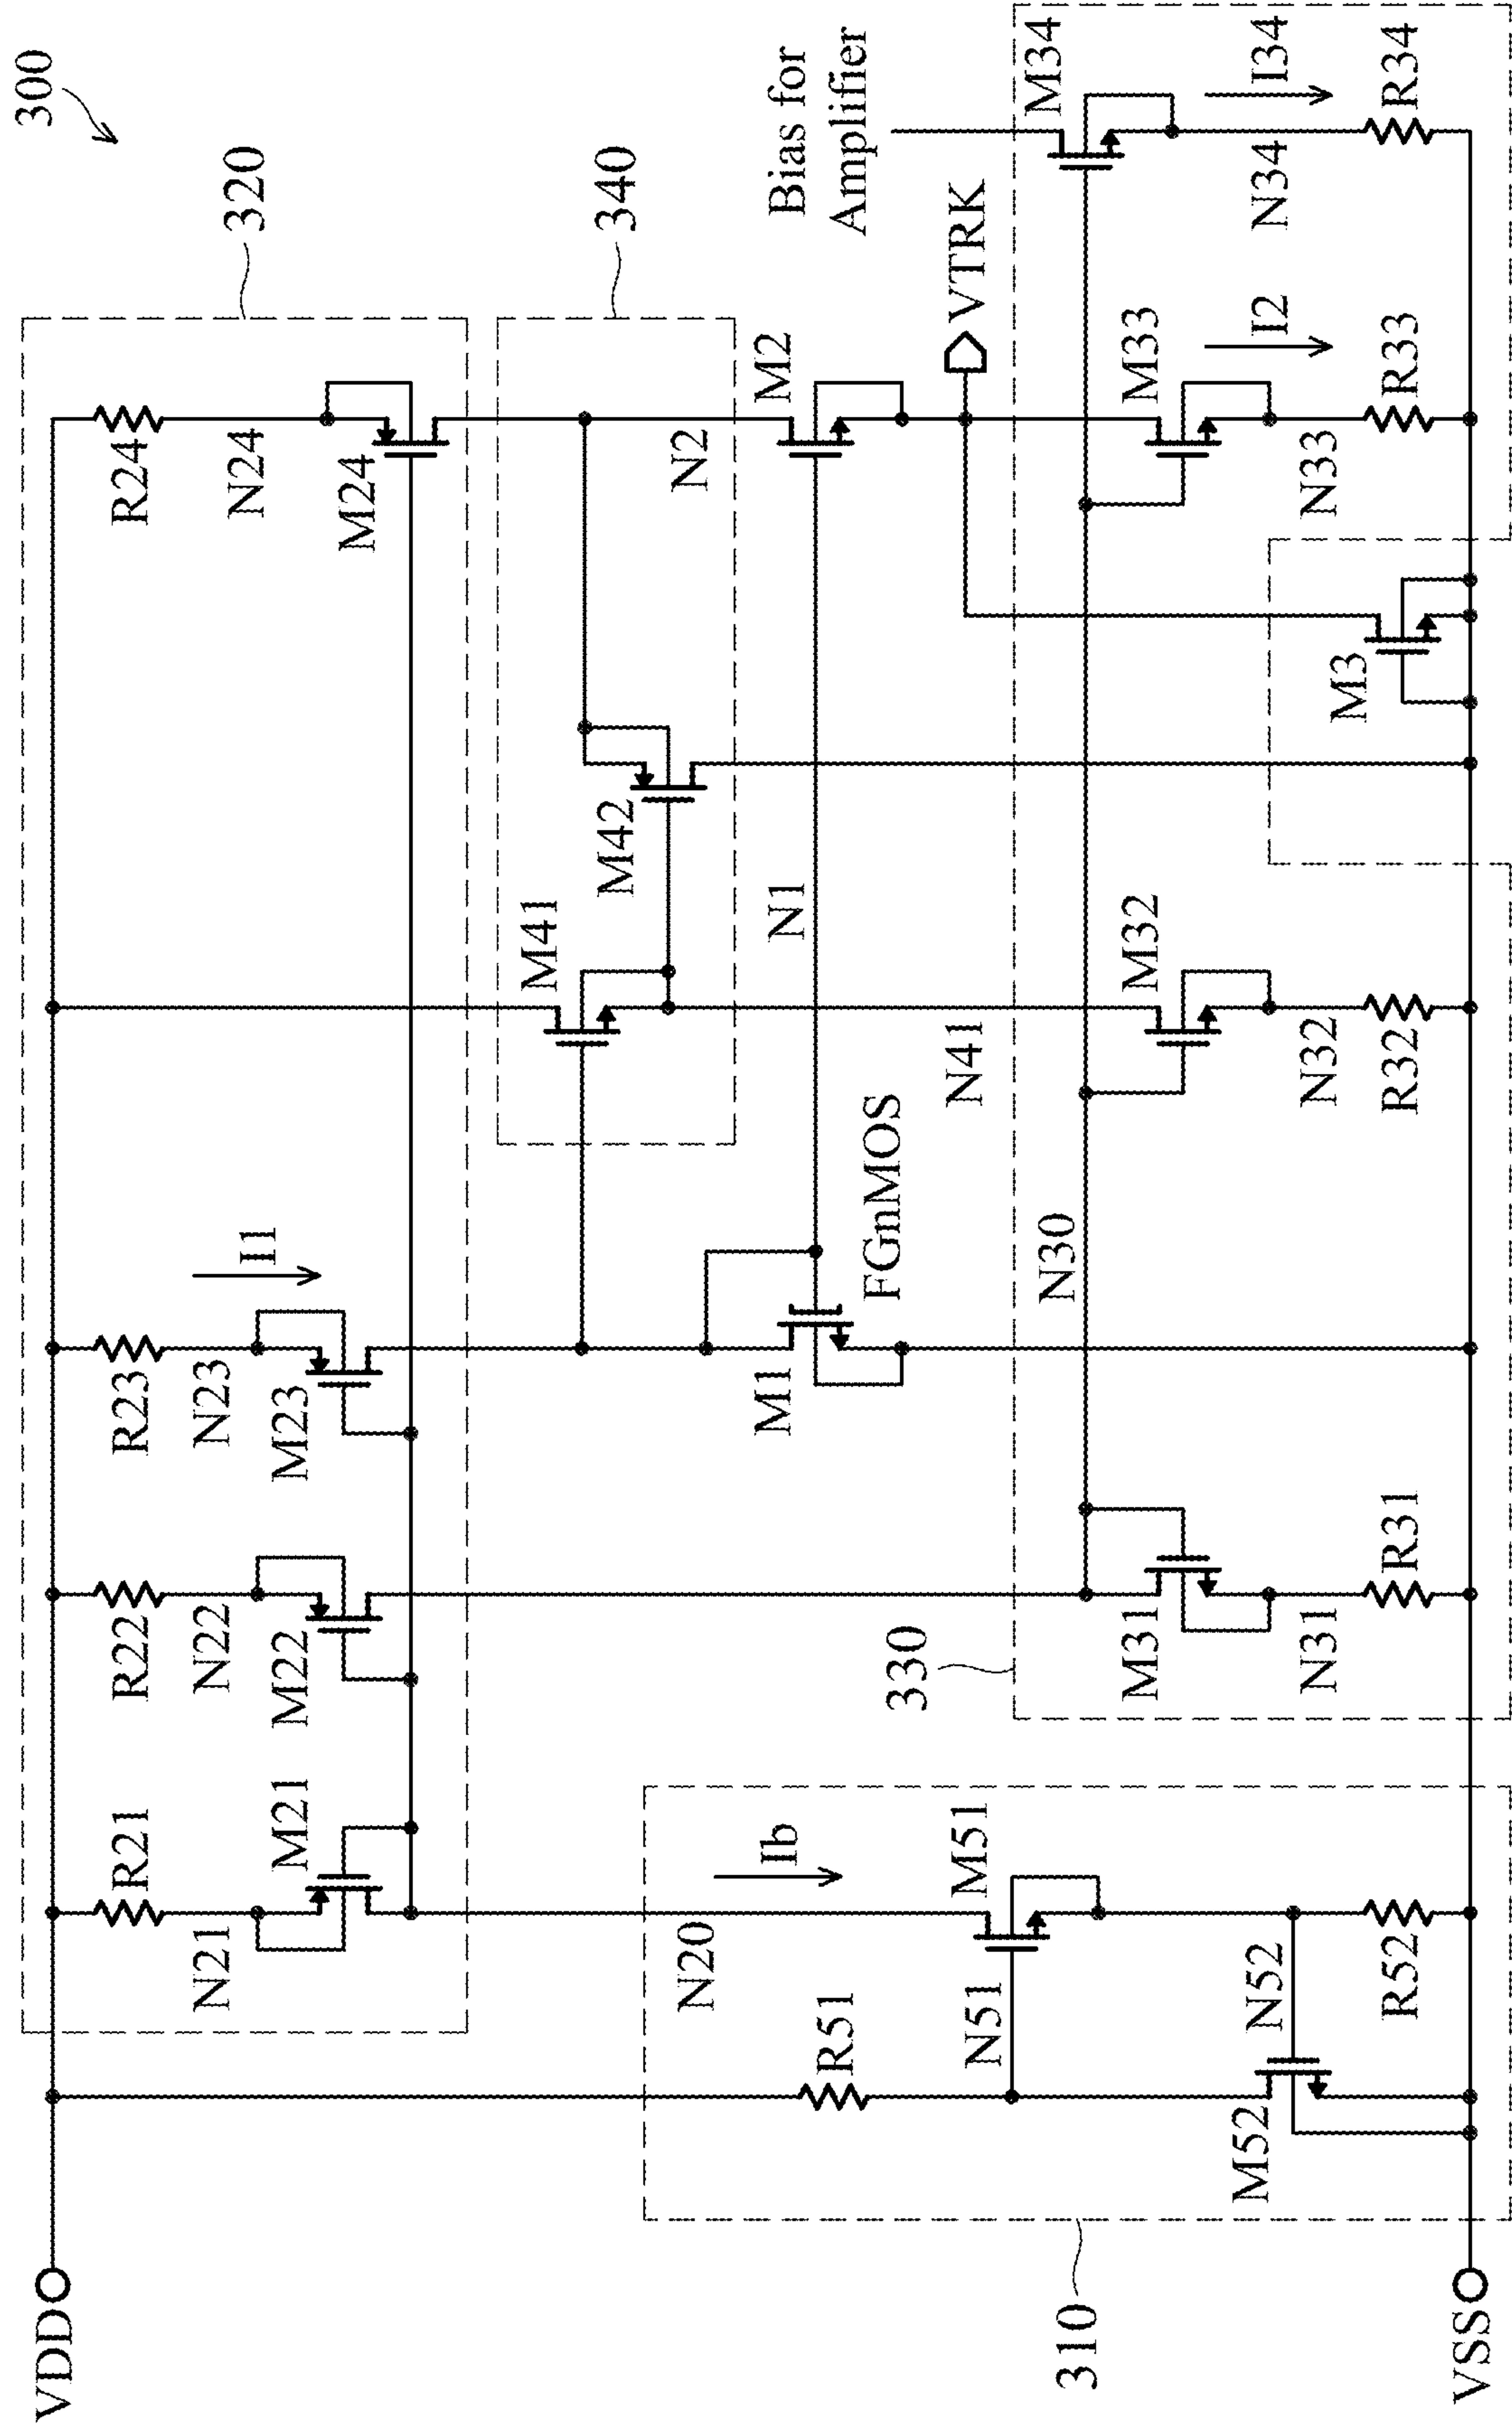 300
320
R24
N24
M24
340
Bias for
Amplifier
M2
N2
VTRK
M34
I34
N34
R34
M33
I2
N33
R33
M3
M42
M41
N1
N41
M32
N32
R32
I1
R23
N23
M23
M1
FGnMOS
N30
R22
N22
M22
330
M31
N31
R31
R21
M21
N21
Ib
N20
M51
R51
N51
N52
R52
M52
310
VDD
VSS